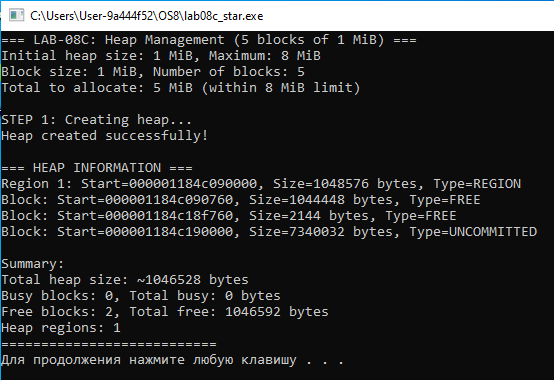 C:\Users\User-9a444f52\OS8\lab08c_star.exe
=== LAB-08C: Heap Management (5 blocks of 1 MiB) ===
Initial heap size: 1 MiB, Maximum: 8 MiB
Block size: 1 MiB, Number of blocks: 5
Total to allocate: 5 MiB (within 8 MiB limit)
STEP 1: Creating heap...
Heap created successfully!
=== HEAP INFORMATION ===
Region 1: Start=000001184c090000, Size=1048576 bytes, Type=REGION
Block: Start=000001184c090760, Size=1044448 bytes, Type=FREE
Block: Start=000001184c18f760, Size=2144 bytes, Type=FREE
Block: Start=000001184c190000, Size=7340032 bytes, Type=UNCOMMITTED
Summary:
Total heap size: ~1046528 bytes
Busy blocks: 0, Total busy: 0 bytes
Free blocks: 2, Total free: 1046592 bytes
Heap regions: 1
===========================
Для продолжения нажмите любую клавишу . . .